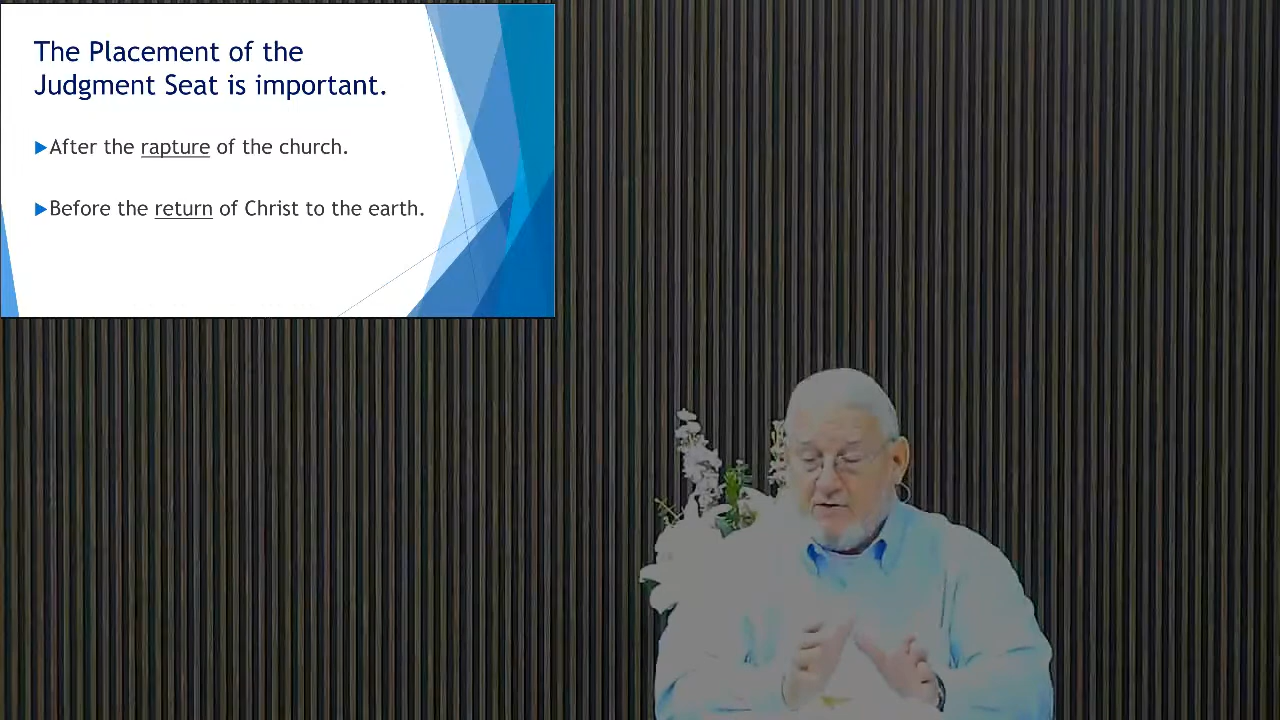 The Placement of the
Judgment Seat is important.
After the rapture of the church.
Before the return of Christ to the earth.